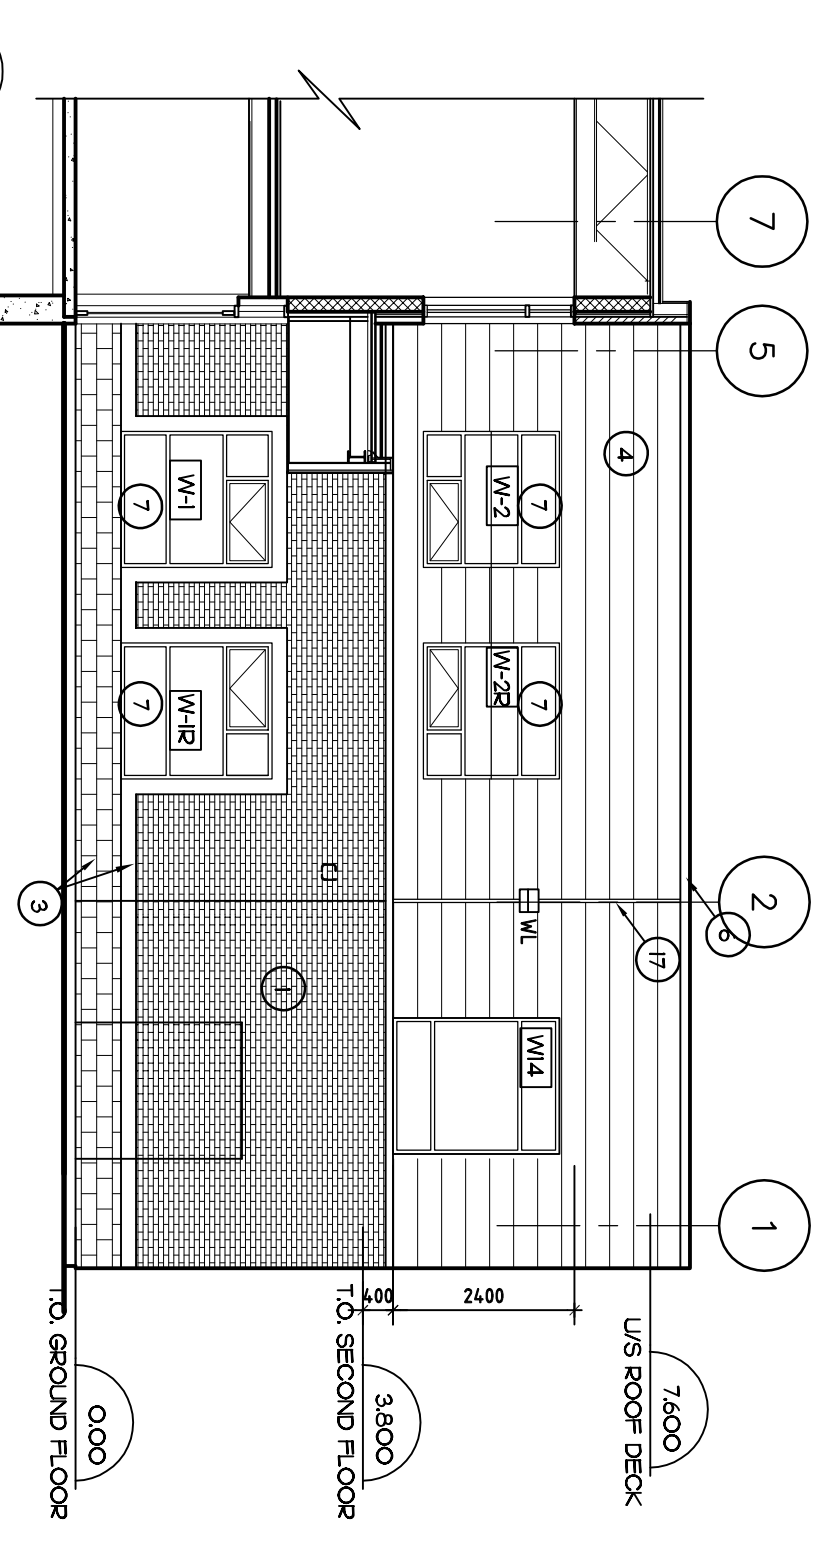 7
5
2
1
4
6
17
W-2
7
W-2R
7
WL
W14
W-1
7
W-1R
7
CJ
1
3
7.600
U/S ROOF DECK
2400
400
3.800
T.O. SECOND FLOOR
0.00
T.O. GROUND FLOOR